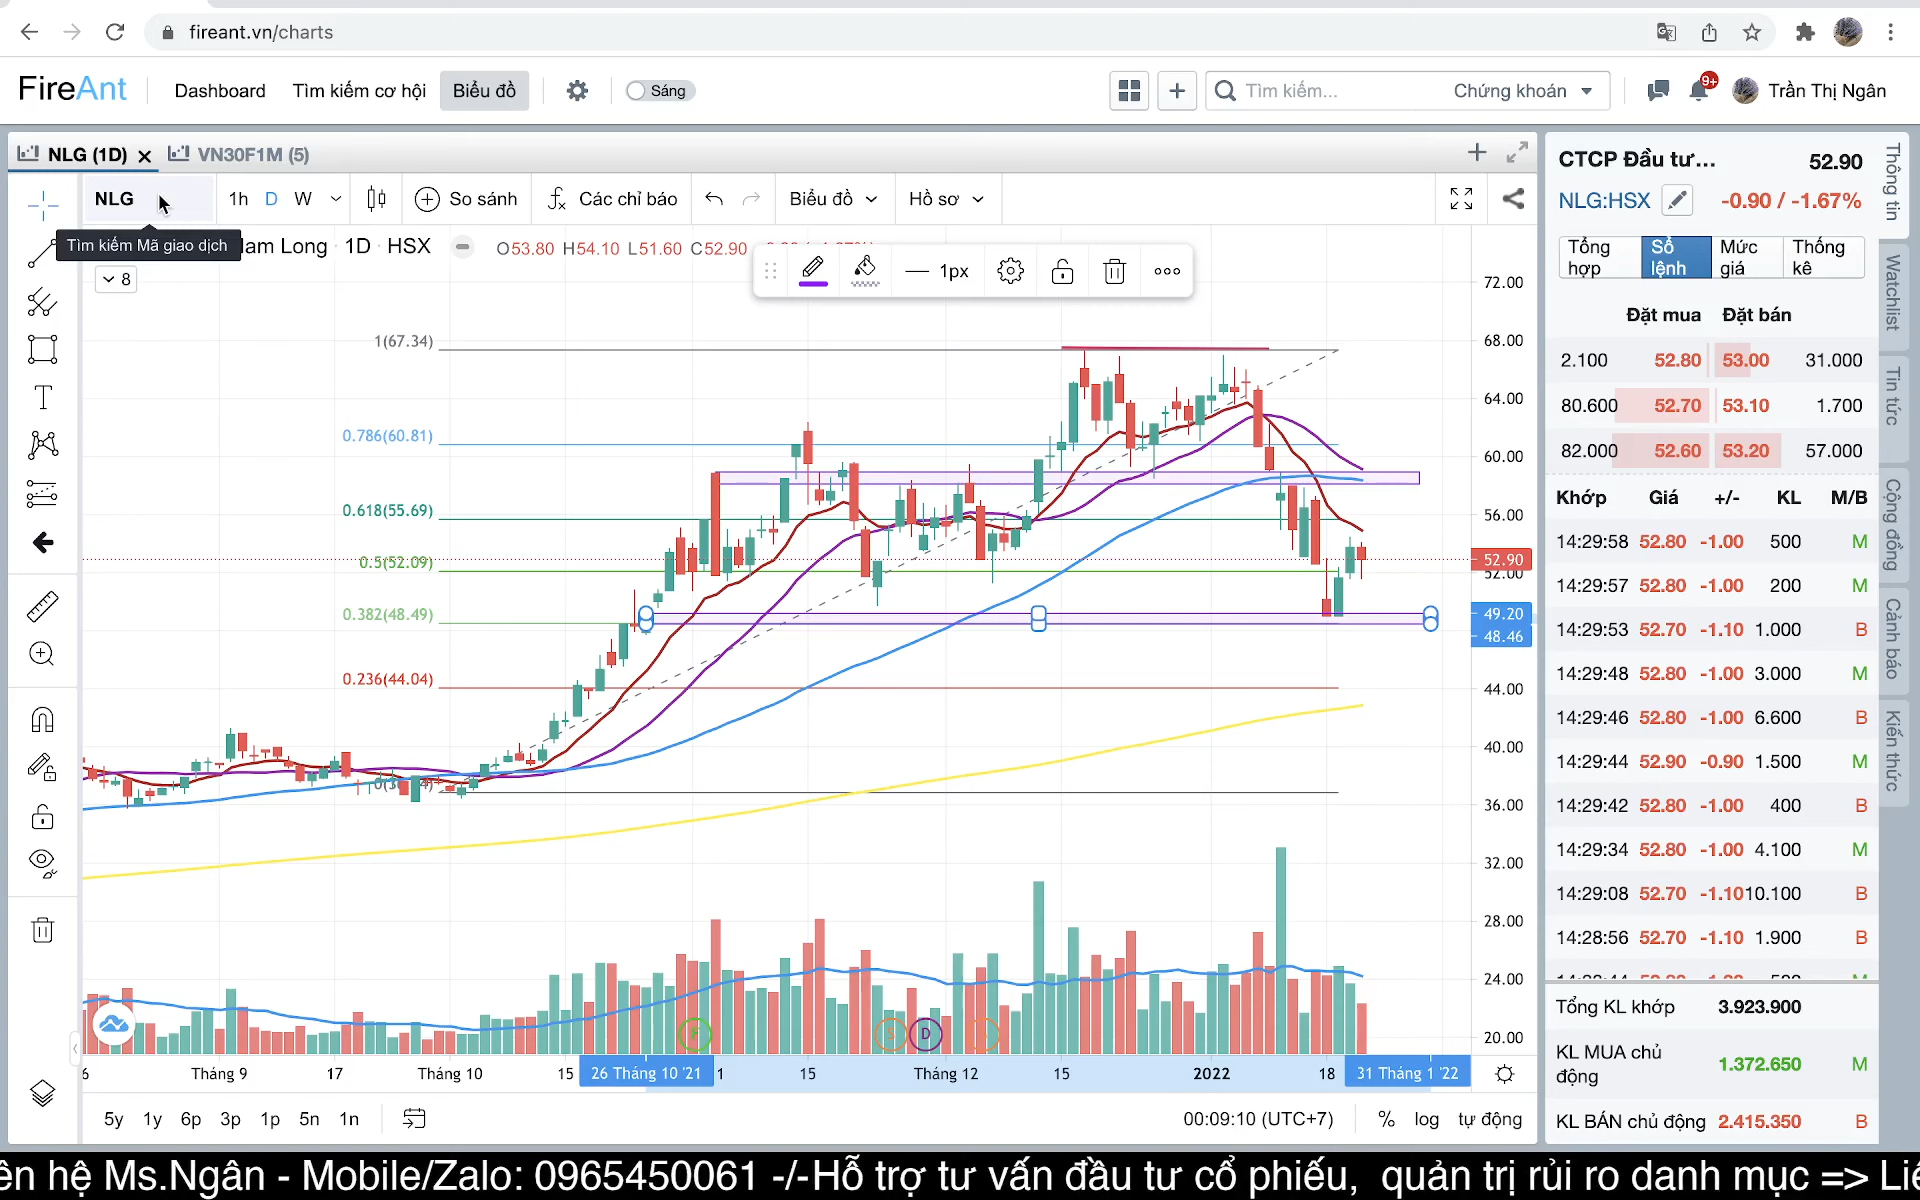 fireant.vn/charts
FireAnt Dashboard Tìm kiếm cơ hội Biểu đồ Sáng Tìm kiếm... Chứng khoán 9+ Trần Thị Ngân
NLG (1D) VN30F1M (5)
NLG 1h D W So sánh Các chỉ báo Biểu đồ Hồ sơ
Tìm kiếm Mã giao dịch
Long 1D HSX O53.80 H54.10 L51.60 C52.90
1px
8
1(67.34)
0.786(60.81)
0.618(55.69)
0.5(52.09)
0.382(48.49)
0.236(44.04)
72.00
68.00
64.00
60.00
56.00
52.90
52.00
49.20
48.46
44.00
40.00
36.00
32.00
28.00
24.00
20.00
F S D
6 Tháng 9 17 Tháng 10 15 26 Tháng 10 '21 1 15 Tháng 12 15 2022 18 31 Tháng 1 '22
5y 1y 6p 3p 1p 5n 1n 00:09:10 (UTC+7) % log tự động
CTCP Đầu tư... 52.90
NLG:HSX -0.90 / -1.67%
Tổng hợp Sổ lệnh Mức giá Thống kê
Đặt mua Đặt bán
2.100 52.80 53.00 31.000
80.600 52.70 53.10 1.700
82.000 52.60 53.20 57.000
Khớp Giá +/- KL M/B
14:29:58 52.80 -1.00 500 M
14:29:57 52.80 -1.00 200 M
14:29:53 52.70 -1.10 1.000 B
14:29:48 52.80 -1.00 3.000 M
14:29:46 52.80 -1.00 6.600 B
14:29:44 52.90 -0.90 1.500 M
14:29:42 52.80 -1.00 400 B
14:29:34 52.80 -1.00 4.100 M
14:29:08 52.70 -1.10 10.100 B
14:28:56 52.70 -1.10 1.900 B
Tổng KL khớp 3.923.900
KL MUA chủ động 1.372.650 M
KL BÁN chủ động 2.415.350 B
Thông tin
Watchlist
Tin tức
Cộng đồng
Cảnh báo
Kiến thức
ên hệ Ms.Ngân - Mobile/Zalo: 0965450061 -/-Hỗ trợ tư vấn đầu tư cổ phiếu, quản trị rủi ro danh mục => Liê